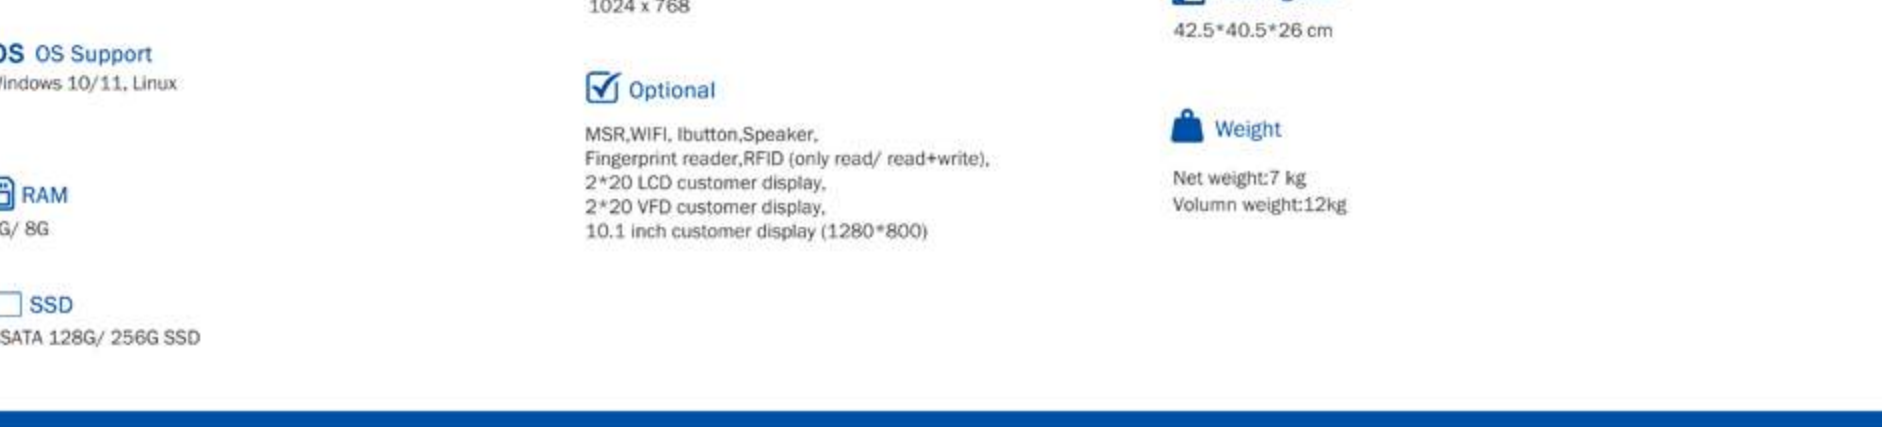 1024 x 768
42.5*40.5*26 cm
OS OS Support
Windows 10/11, Linux
Optional
MSR,WIFI, Ibutton,Speaker,
Fingerprint reader,RFID (only read/ read+write),
2*20 LCD customer display,
2*20 VFD customer display,
10.1 inch customer display (1280*800)
Weight
Net weight:7 kg
Volumn weight:12kg
RAM
G/ 8G
SSD
SATA 128G/ 256G SSD